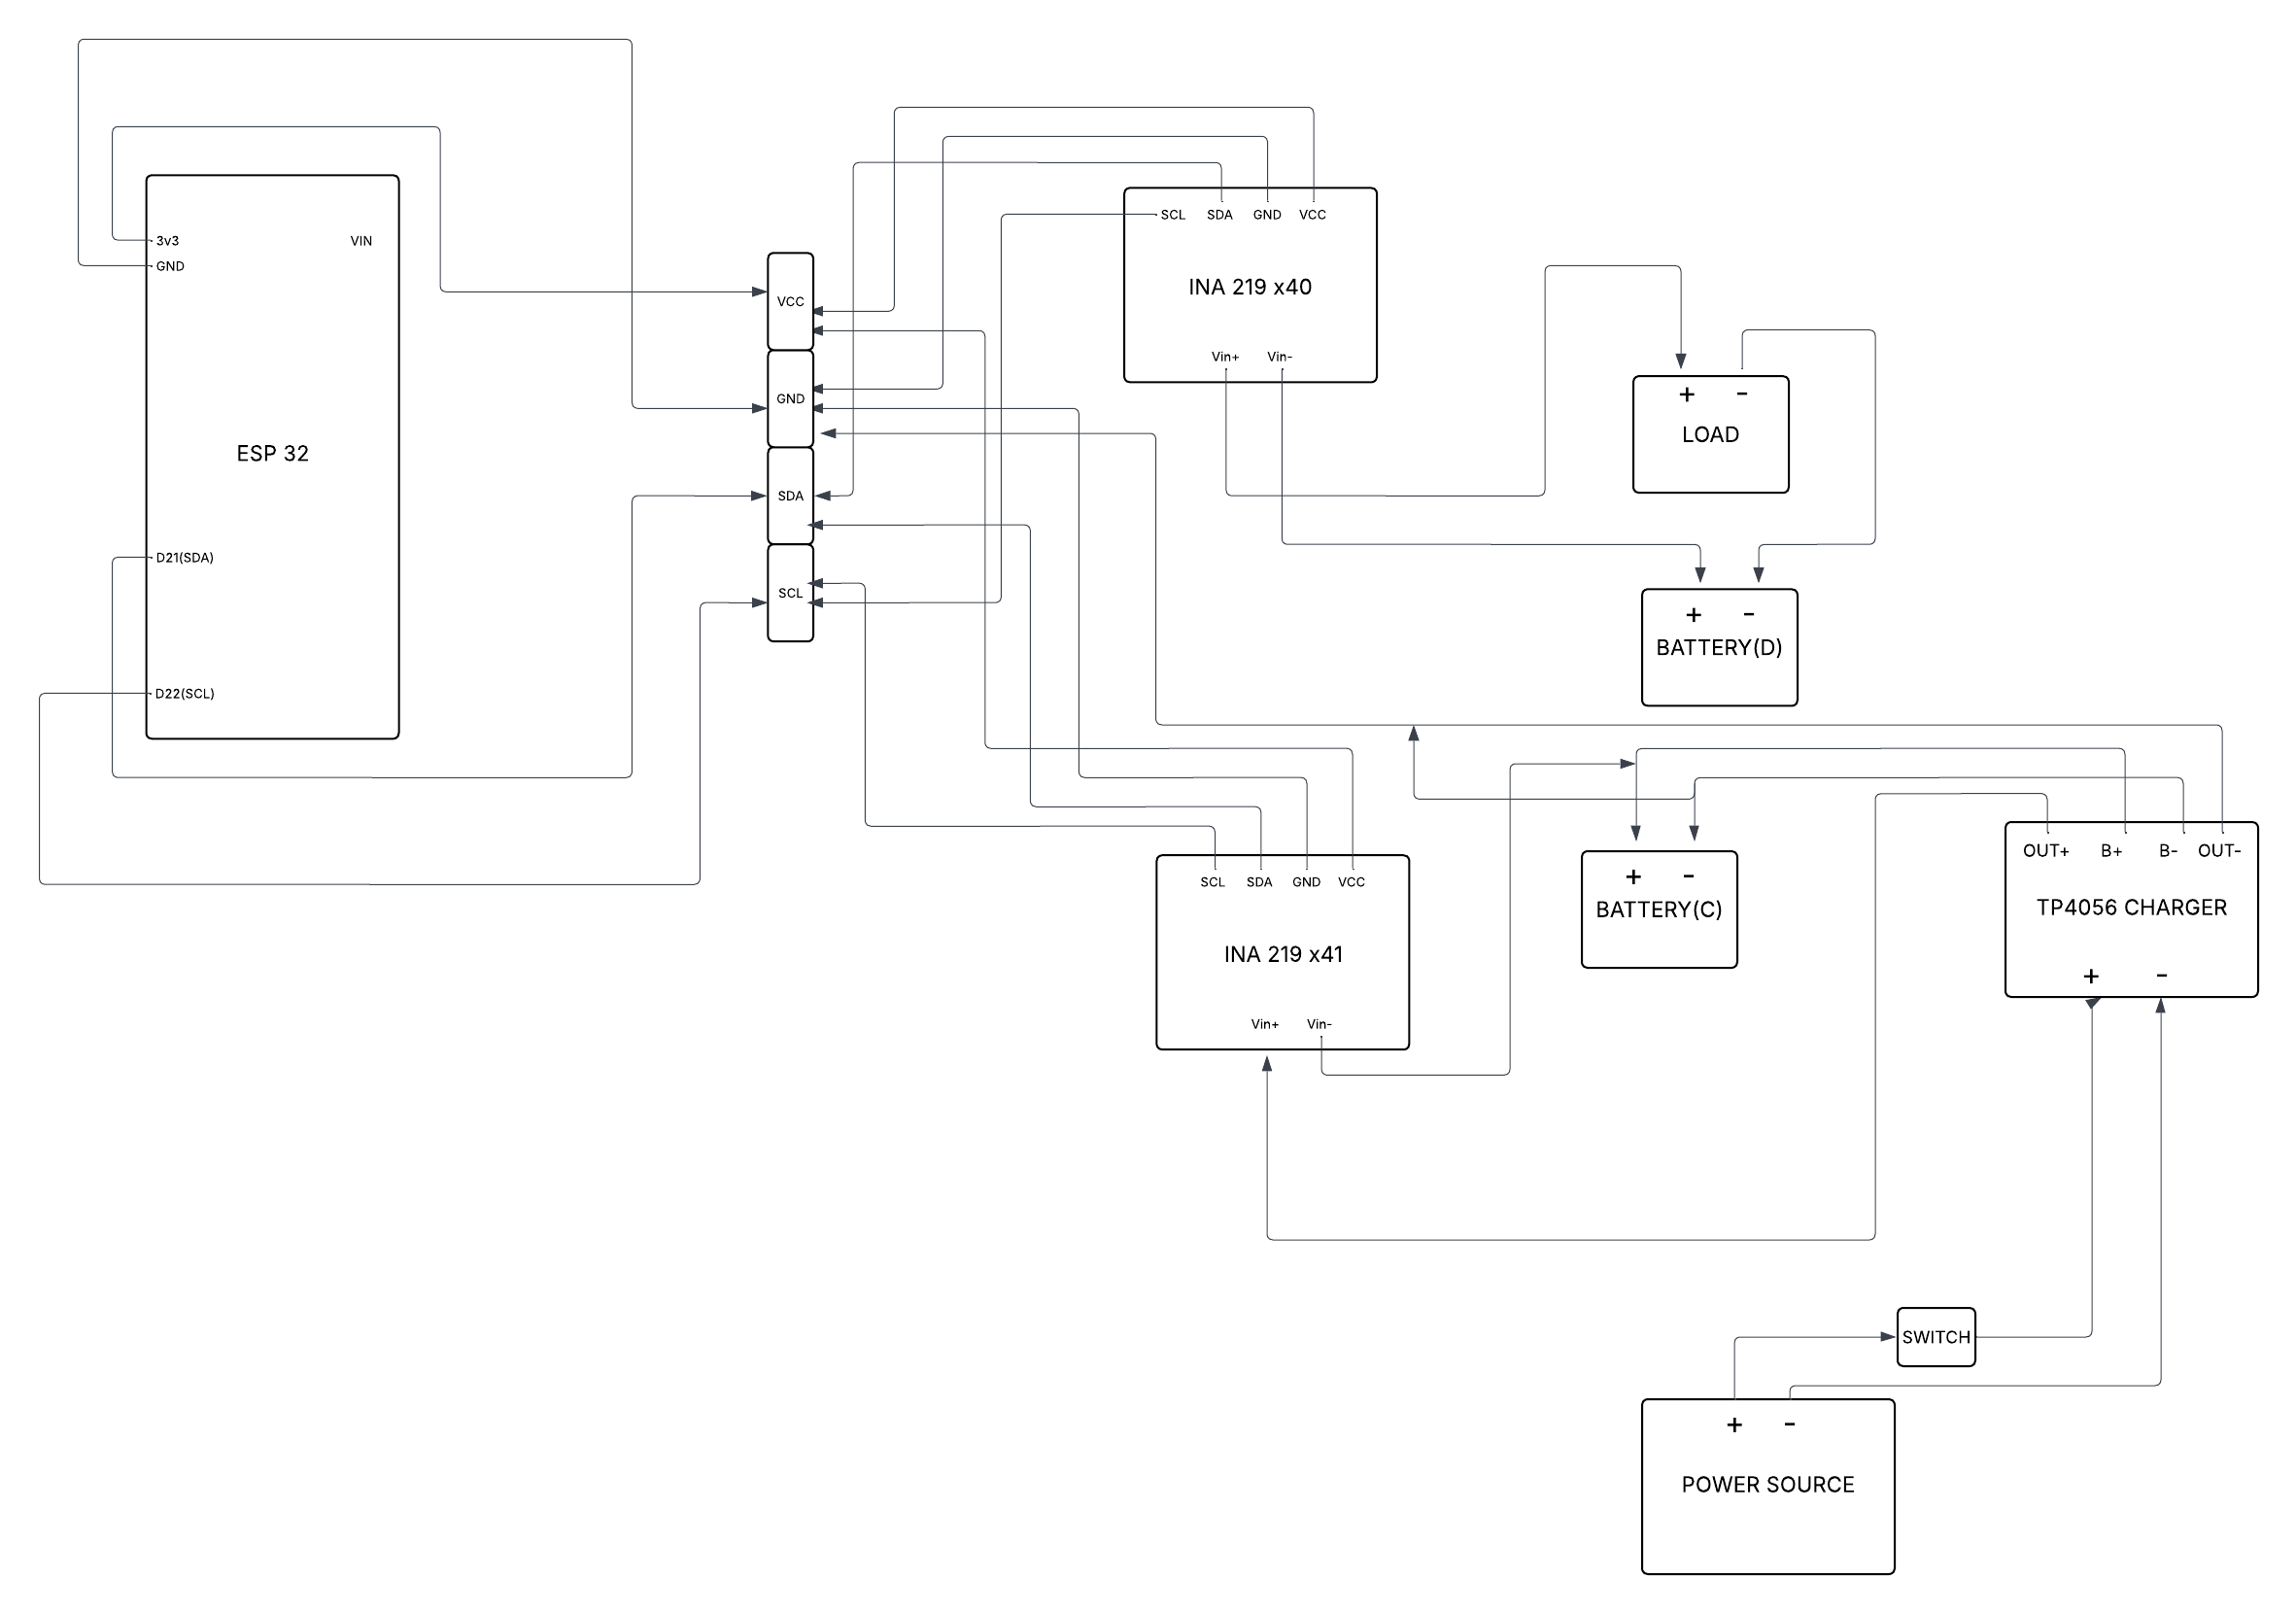 ESP 32
3v3
VIN
GND
D21(SDA)
D22(SCL)
VCC
GND
SDA
SCL
SCL SDA GND VCC
INA 219 x40
Vin+ Vin-
+ -
LOAD
+ -
BATTERY(D)
SCL SDA GND VCC
INA 219 x41
Vin+ Vin-
+ -
BATTERY(C)
OUT+ B+ B- OUT-
TP4056 CHARGER
+ -
SWITCH
+ -
POWER SOURCE